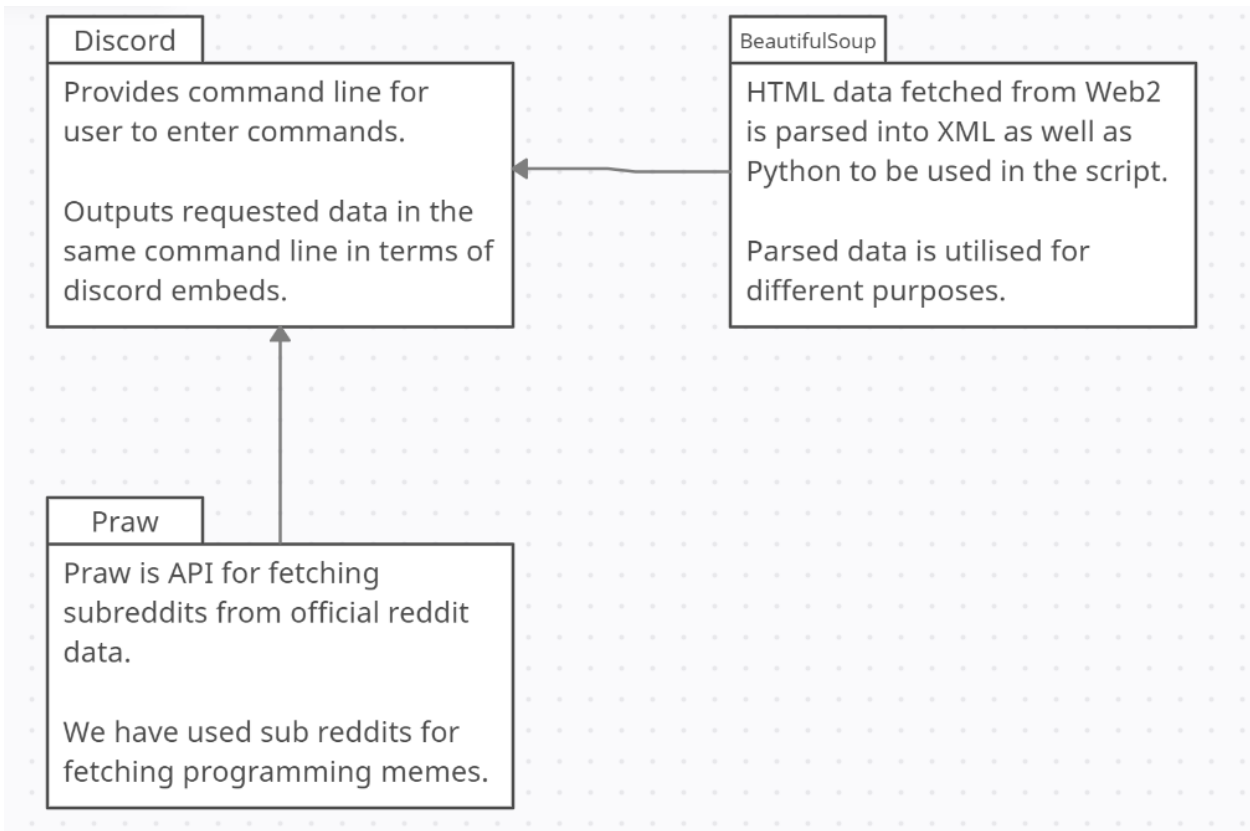 Discord
Provides command line for
user to enter commands.
Outputs requested data in the
same command line in terms of
discord embeds.
BeautifulSoup
HTML data fetched from Web2
is parsed into XML as well as
Python to be used in the script.
Parsed data is utilised for
different purposes.
Praw
Praw is API for fetching
subreddits from official reddit
data.
We have used sub reddits for
fetching programming memes.